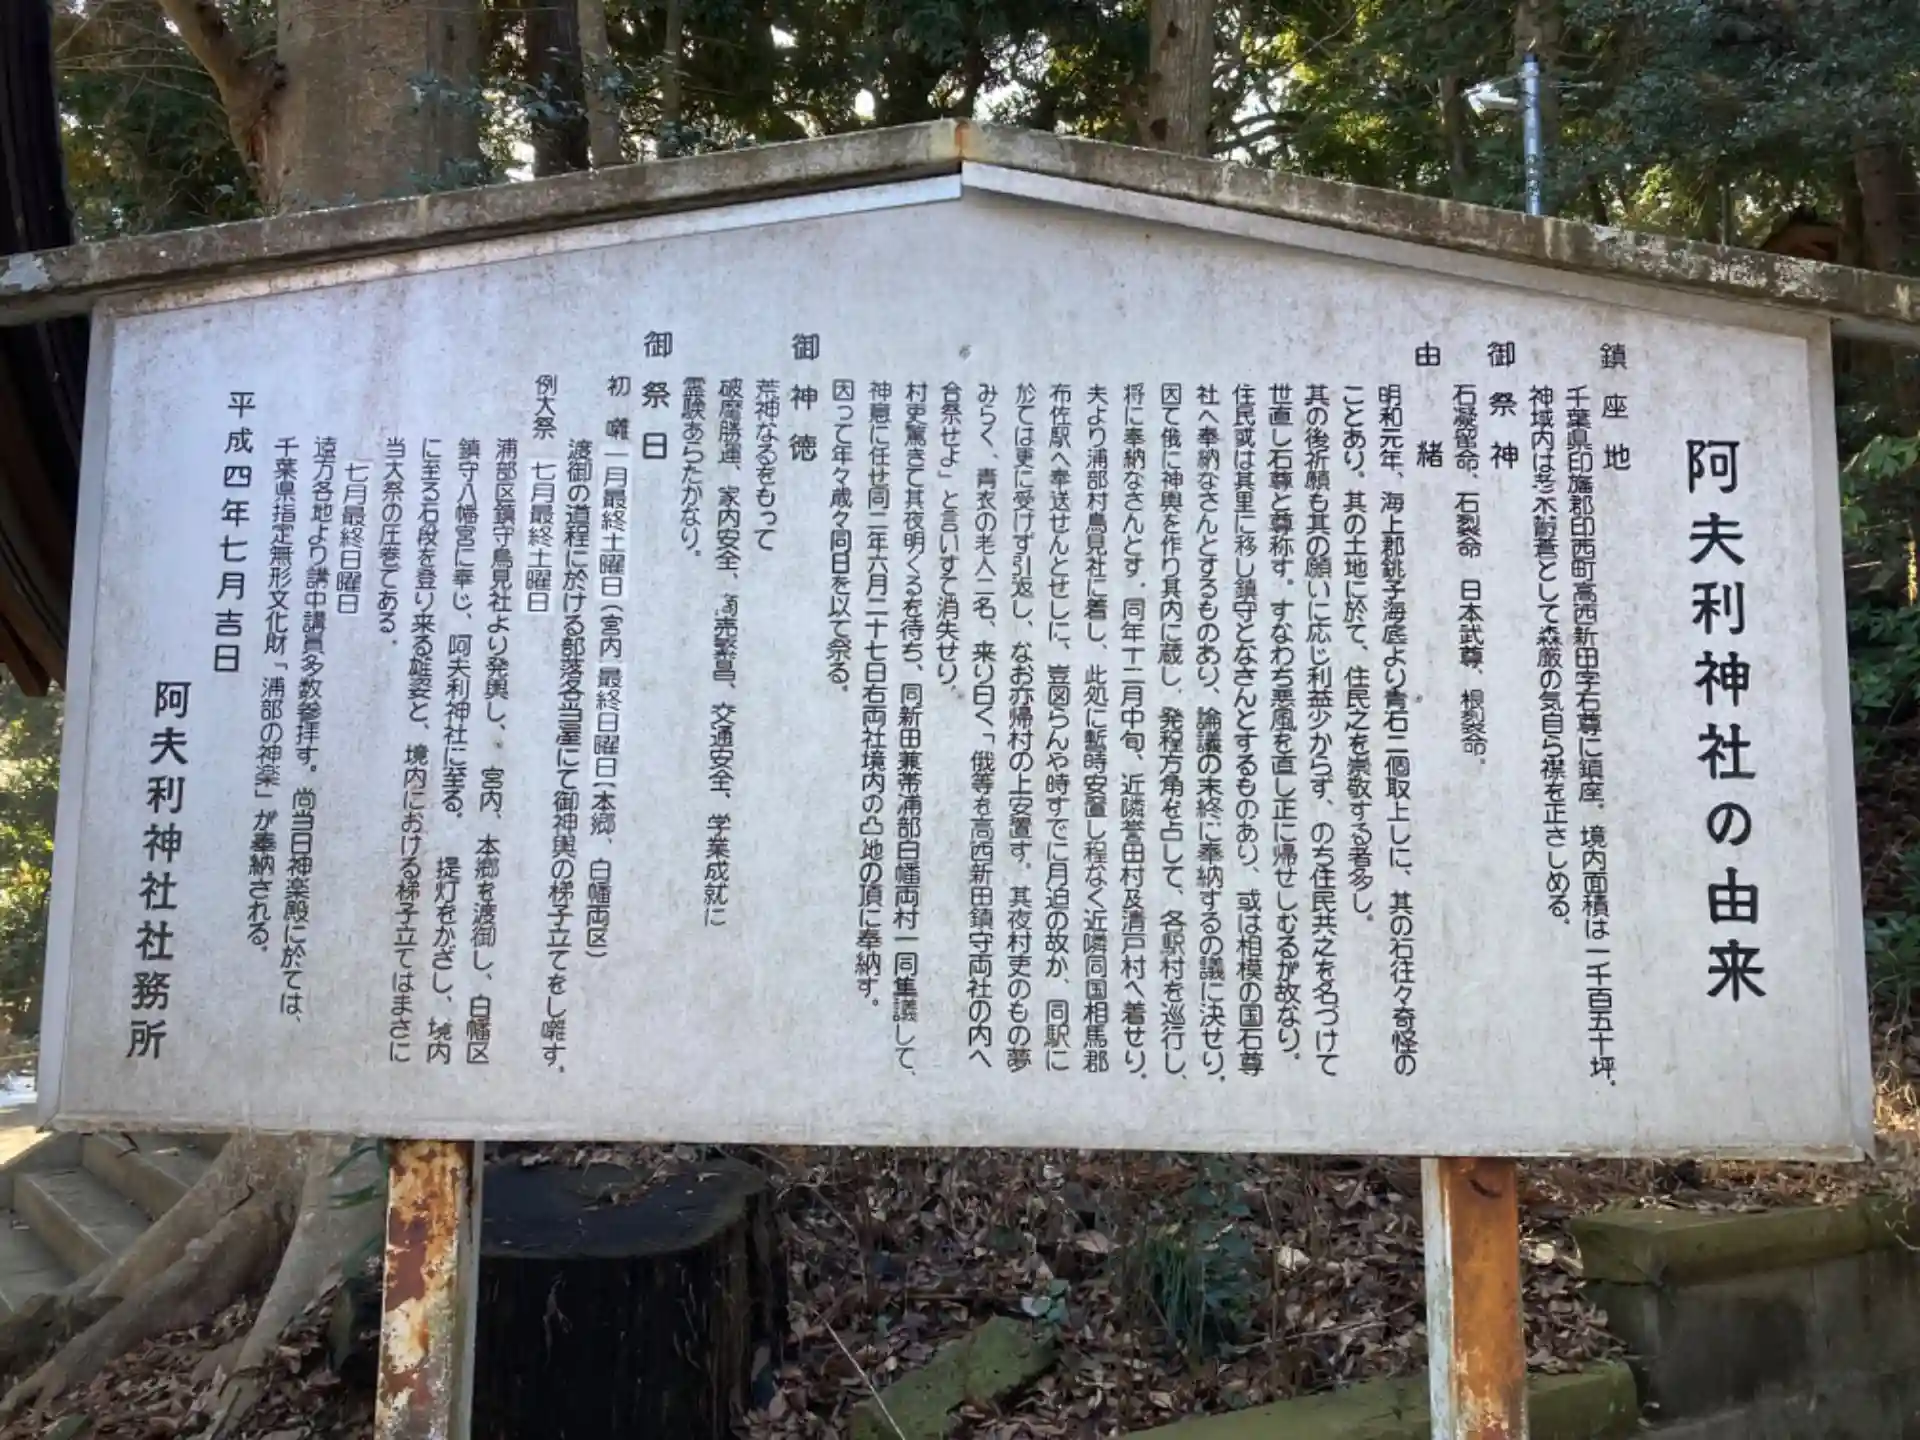 阿夫利神社の由来
鎮座地
千葉県印旛郡印西町高西新田字石尊に鎮座。境内面積は一千百五十坪。
神域内は老木鬱蒼として森厳の気自ら襟を正さしめる。
御祭神
石凝留命、石裂命 日本武尊、根裂命。
由緒
明和元年、海上郡銚子海底より青石二個取上しに、其の石往々奇怪の
ことあり。其の土地に於て、住民之を崇敬する者多し。
其の後祈願も其の願いに応じ利益少からず、のち住民共之を名づけて
世直し石尊と尊称す。すなわち悪風を直し正に帰せしむるが故なり。
住民或は其里に移し鎮守となさんとするものあり、或は相模の国石尊
社へ奉納なさんとするものあり、論議の末終に奉納するの議に決せり。
因て俄に神輿を作り其内に蔵し、発程方角を占して、各駅村を巡行し、
将に奉納なさんとす。同年十二月中旬、近隣誉田村及清戸村へ着せり。
夫より浦部村鳥見社に着し、此処に暫時安置し程なく近隣同国相馬郡
布佐駅へ奉送せんとせしに、豈図らんや時すでに月迫の故か、同駅に
於ては更に受けず引返し、なお亦帰村の上安置す。其夜村吏のもの夢
みらく、青衣の老人二名、来り曰く「俄等を高西新田鎮守両社の内へ
合祭せよ」と言いすて消失せり。
村吏驚きて其夜明くるを待ち、同新田兼帯浦部白幡両村一同集議して、
神意に任せ同二年六月二十七日右両社境内の凸地の頂に奉納す。
因って年々歳々同日を以て祭る。
御神徳
荒神なるをもって
破魔勝運、家内安全、商売繁昌、交通安全、学業成就に
霊験あらたかなり。
御祭日
初囃 一月最終土曜日(宮内)最終日曜日(本郷、白幡両区)
渡御の道程に於ける部落各当屋にて御神輿の梯子立てをし囃す。
例大祭 七月最終土曜日
浦部区鎮守鳥見社より発輿し、宮内、本郷を渡御し、白幡区
鎮守八幡宮に奉じ、阿夫利神社に至る。 提灯をかざし、境内
に至る石段を登り来る雄姿と、境内における梯子立てはまさに
当大祭の圧巻である。
七月最終日曜日
遠方各地より講中講員多数参拝す。尚当日神楽殿に於ては、
千葉県指定無形文化財「浦部の神楽」が奉納される。
平成四年七月吉日
阿夫利神社社務所